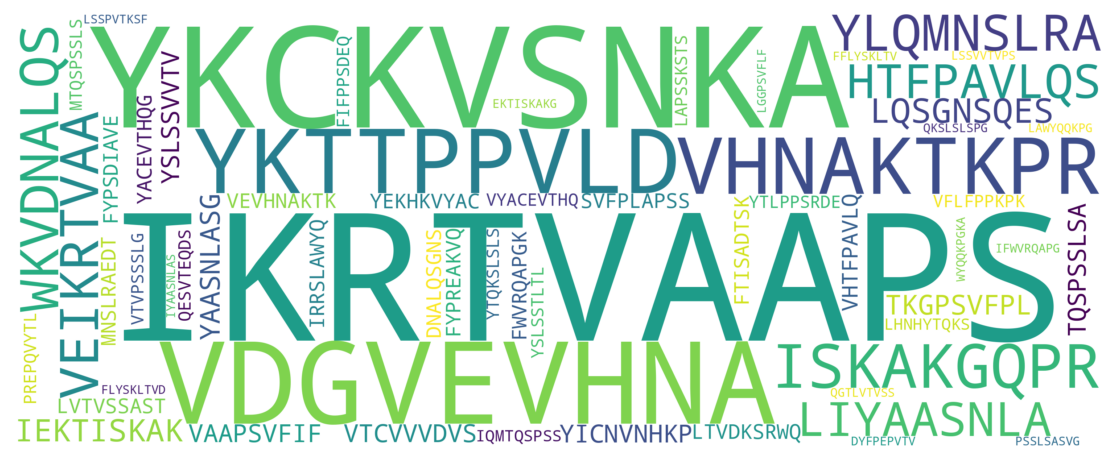 LSSPVTKSF
YLQMNSLRA
YKCKVSNKA
MTQSPSSLS
WKVDNALQS
FIFPPSDEQ
LAPSSKSTS
LGGPSVFLF
FFLYSKLTV
LSSVVTVPS
HTFPAVLQS
YSLSSVVTV
YACEVTHQG
EKTISKAKG
LQSGNSQES
QKSLSLSPG
LAWYQQKPG
VEIKRTVAA
FYPSDIAVE
YKTTPPVLD
VHNAKTKPR
VEVHNAKTK
YEKHKVYAC
VYACEVTHQ
SVFPLAPSS
YTLPPSRDE
VFLFPPKPK
YAASNLASG
IKRTVAAPS
FTISADTSK
VHTFPAVLQ
WYQQKPGKA
IFWVRQAPG
TQSPSSLSA
MNSLRAEDT
VTVPSSSLG
IYAASNLAS
QESVTEQDS
IRRSLAWYQ
DNALQSGNS
FYPREAKVQ
YTQKSLSLS
FWVRQAPGK
YSLSSTLTL
TKGPSVFPL
LHNHYTQKS
PREPQVYTL
VDGVEVHNA
ISKAKGQPR
FLYSKLTVD
QGTLVTVSS
LVTVSSAST
LIYAASNLA
IEKTISKAK
VAAPSVFIF
VTCVVVDVS
IQMTQSPSS
YICNVNHKP
LTVDKSRWQ
DYFPEPVTV
PSSLSASVG